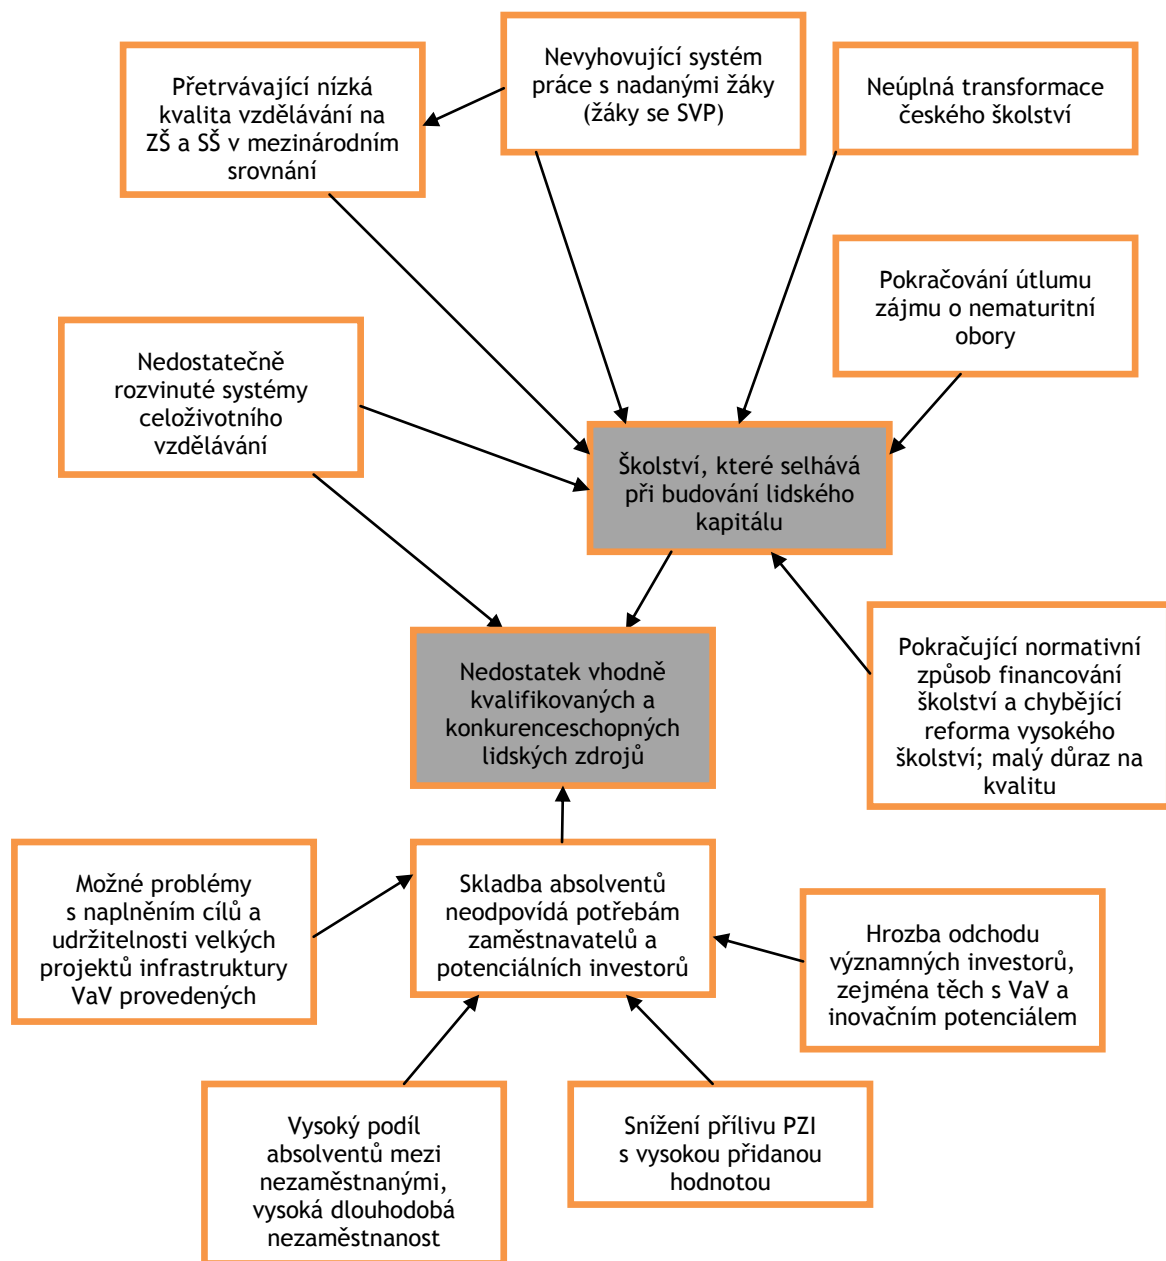 Přetrvávající nízká
kvalita vzdělávání na
ZŠ a SŠ v mezinárodním
srovnání
Nevyhovující systém
práce s nadanými žáky
(žáky se SVP)
Neúplná transformace
českého školství
Pokračování útlumu
zájmu o nematuritní
obory
Nedostatečně
rozvinuté systémy
celoživotního
vzdělávání
Školství, které selhává
při budování lidského
kapitálu
Nedostatek vhodně
kvalifikovaných a
konkurenceschopných
lidských zdrojů
Pokračující normativní
způsob financování
školství a chybějící
reforma vysokého
školství; malý důraz na
kvalitu
Možné problémy
s naplněním cílů a
udržitelnosti velkých
projektů infrastruktury
VaV provedených
Skladba absolventů
neodpovídá potřebám
zaměstnavatelů a
potenciálních investorů
Hrozba odchodu
významných investorů,
zejména těch s VaV a
inovačním potenciálem
Vysoký podíl
absolventů mezi
nezaměstnanými,
vysoká dlouhodobá
nezaměstnanost
Snížení přílivu PZI
s vysokou přidanou
hodnotou